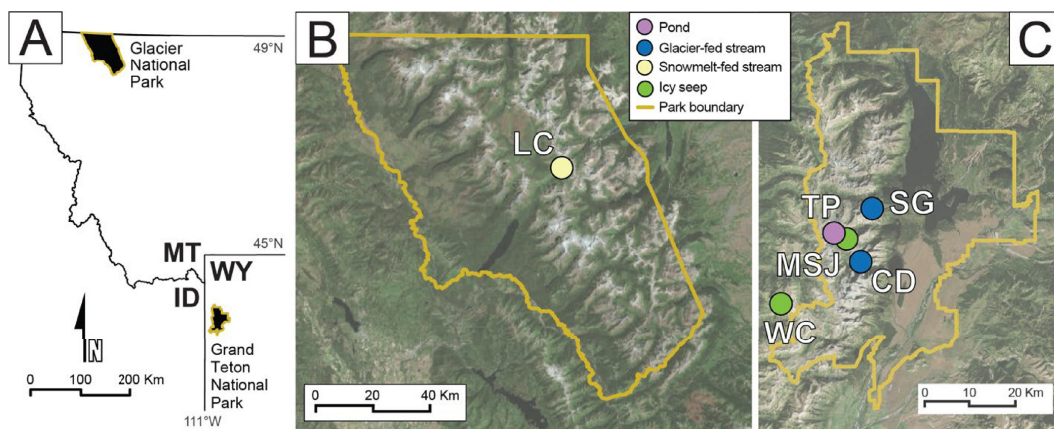 A
Glacier
National
Park
49°N
MT
45°N
WY
ID
N
Grand
Teton
National
Park
0 100 200 Km
111°W
B
LC
0 20 40 Km
Pond
Glacier-fed stream
Snowmelt-fed stream
Icy seep
Park boundary
C
TP
SG
MSJ
CD
WC
0 10 20 Km